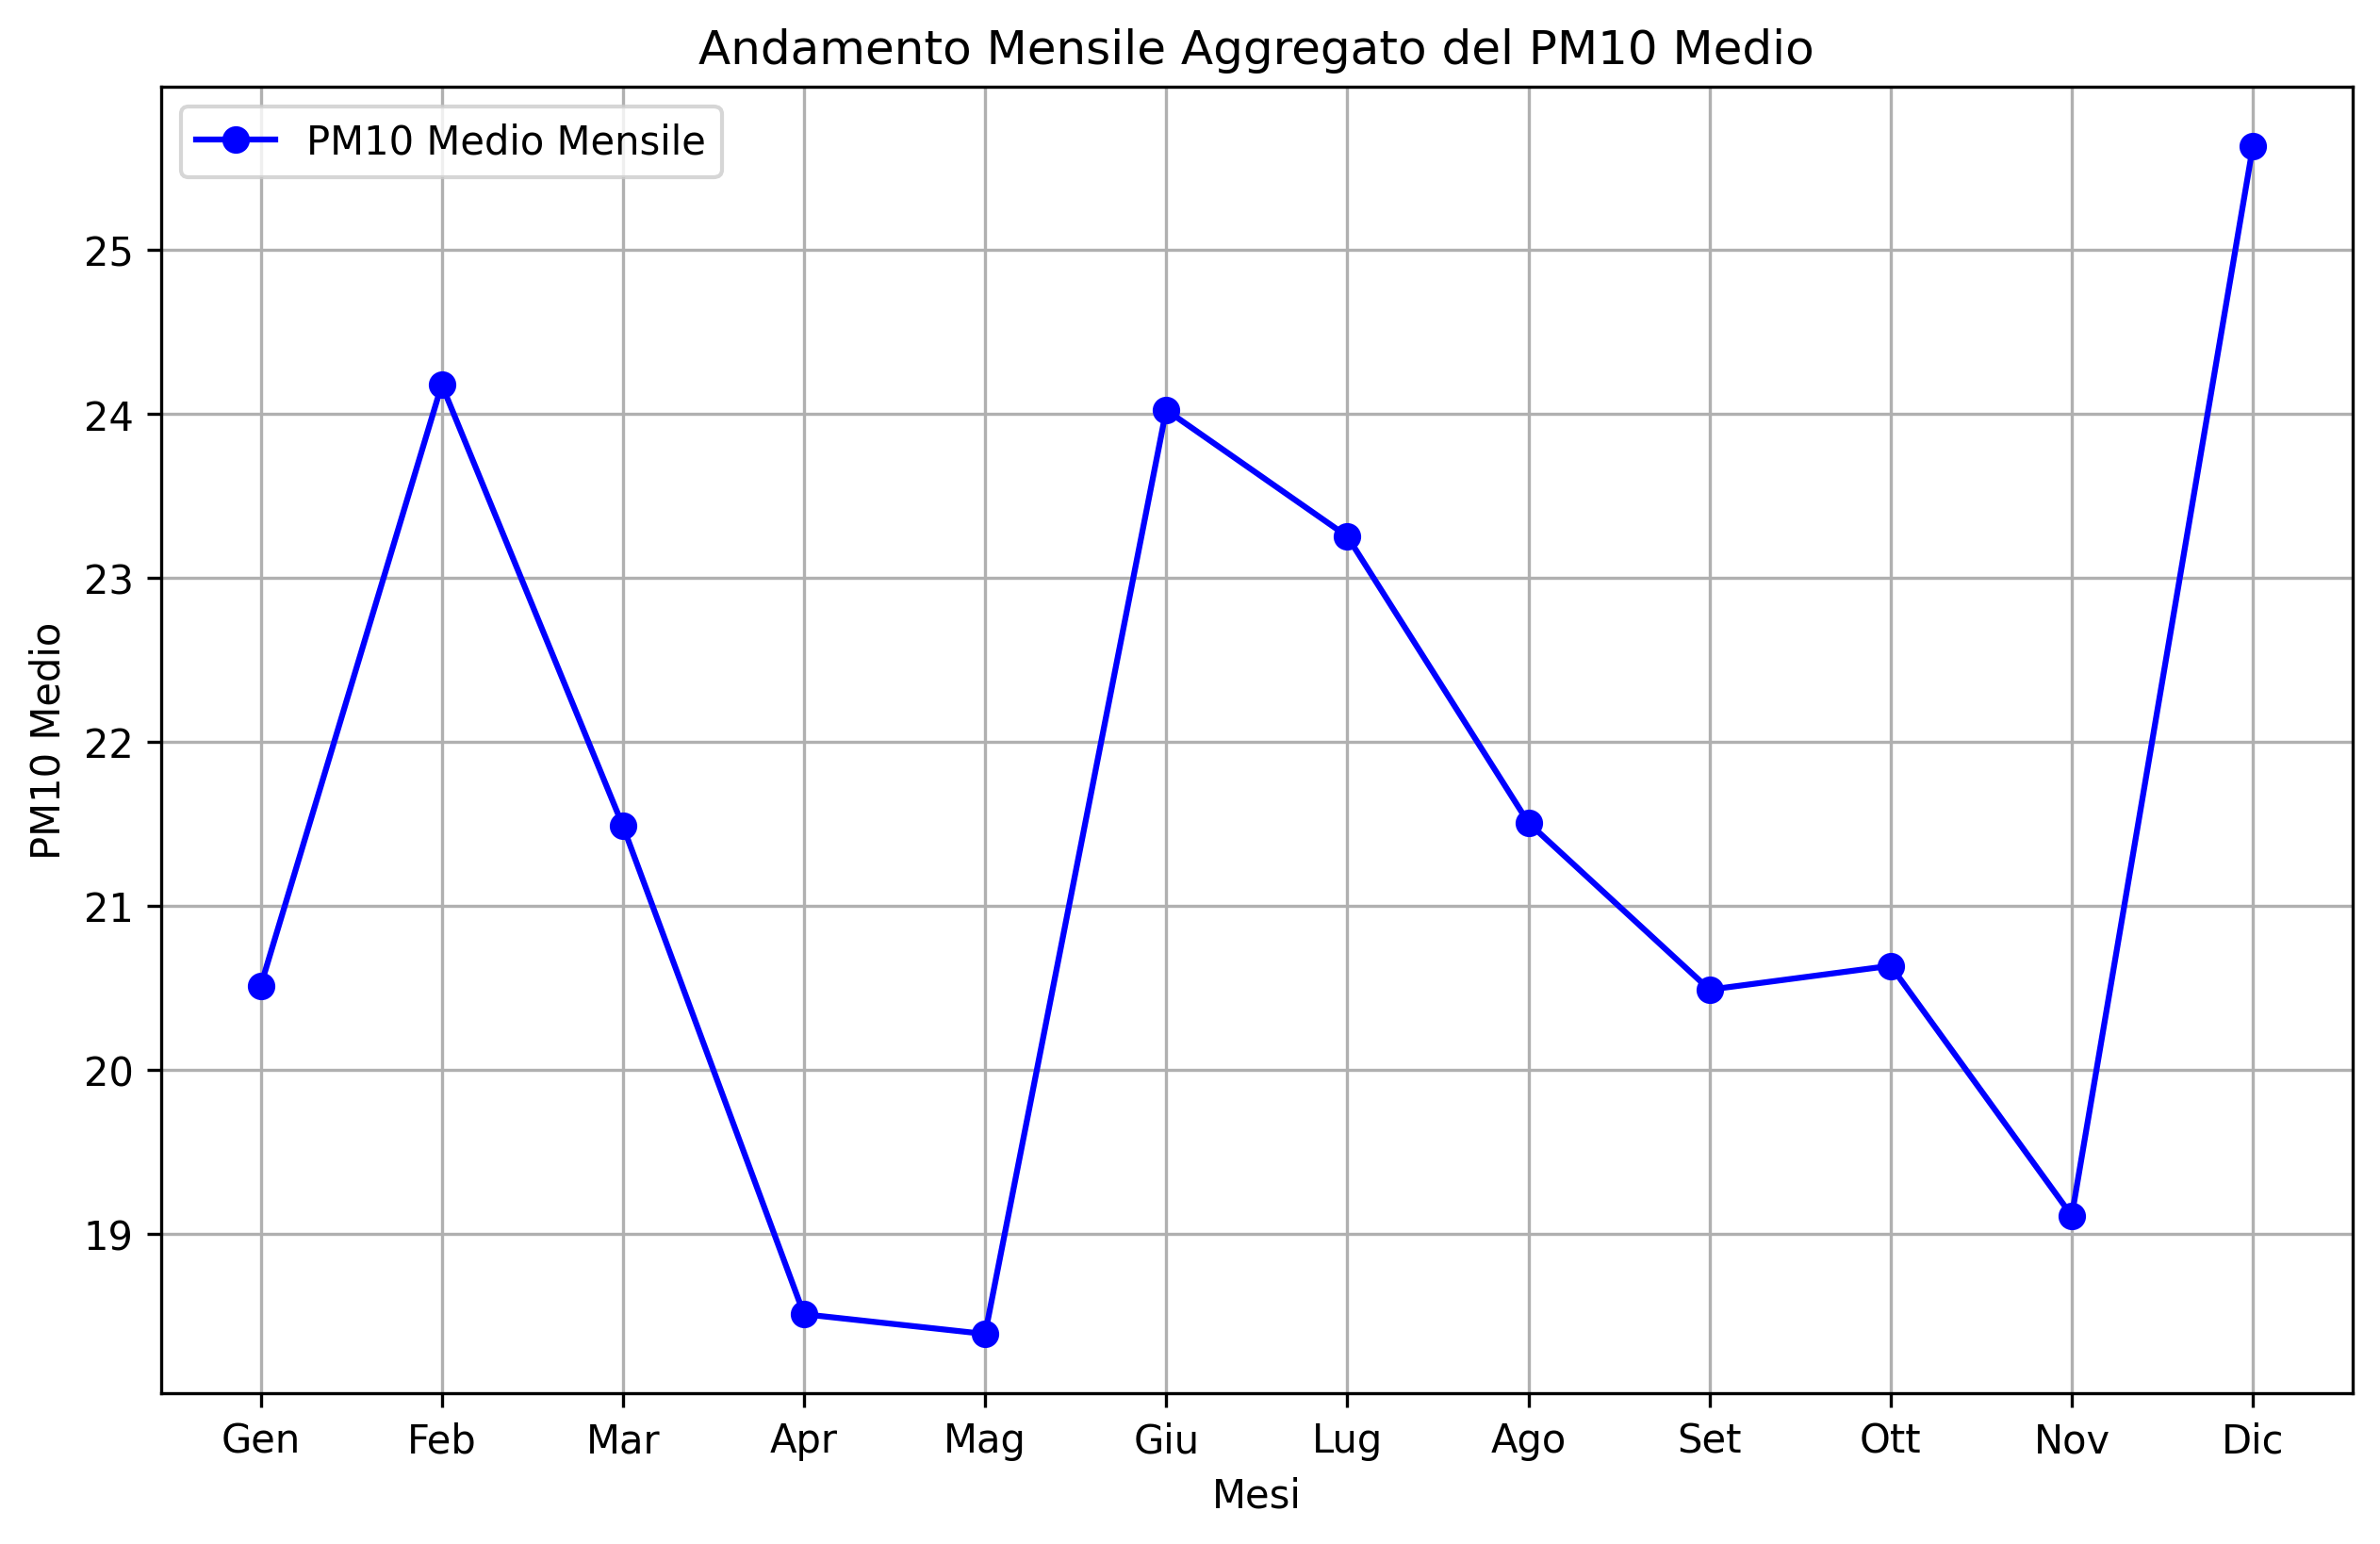 Andamento Mensile Aggregato del PM10 Medio
PM10 Medio Mensile
PM10 Medio
25
24
23
22
21
20
19
Gen Feb Mar Apr Mag Giu Lug Ago Set Ott Nov Dic
Mesi